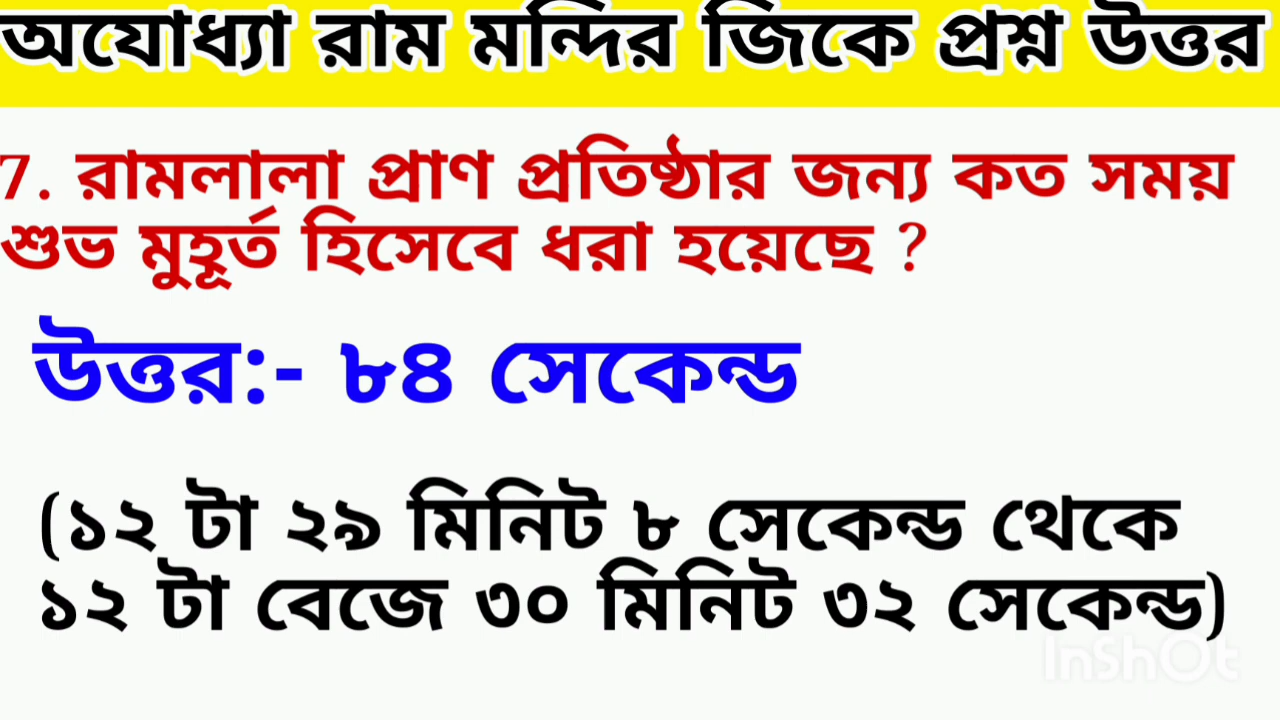 অযোধ্যা রাম মন্দির জিকে প্রশ্ন উত্তর
7. রামলালা প্রাণ প্রতিষ্ঠার জন্য কত সময়
শুভ মুহূর্ত হিসেবে ধরা হয়েছে ?
উত্তর:- ৮৪ সেকেন্ড
(১২ টা ২৯ মিনিট ৮ সেকেন্ড থেকে
১২ টা বেজে ৩০ মিনিট ৩২ সেকেন্ড)
InShOt